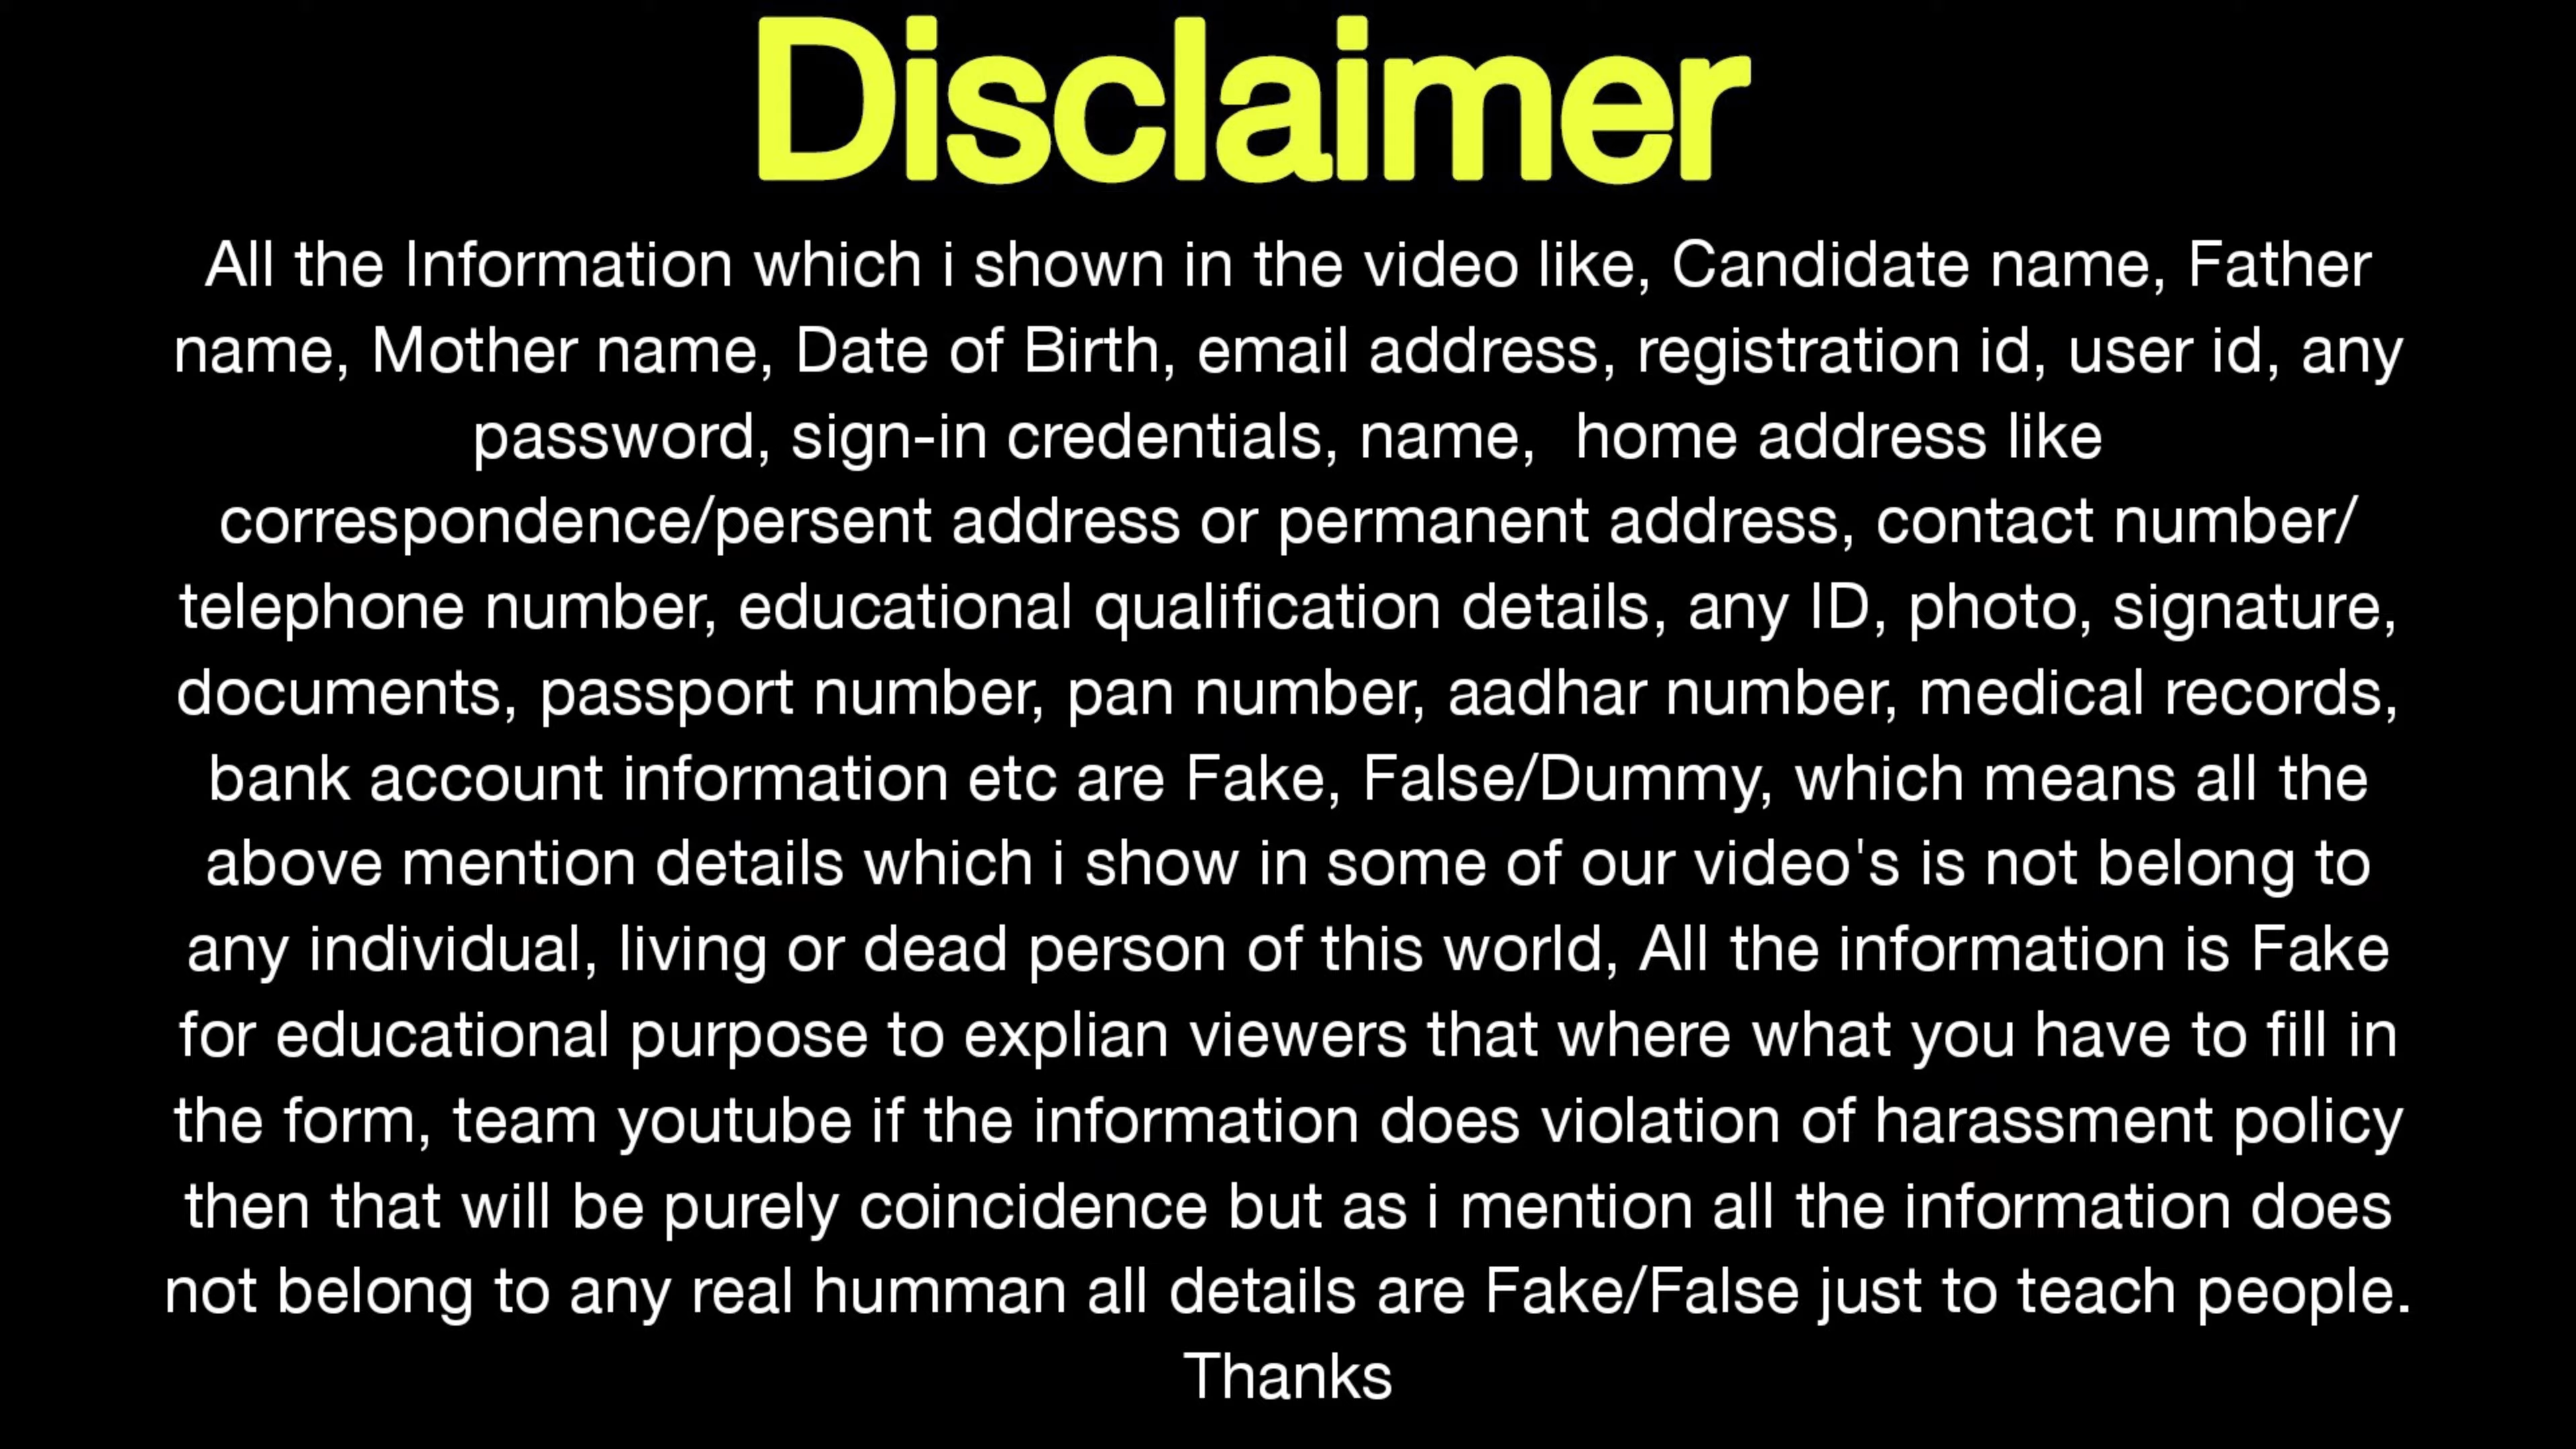 Disclaimer
All the Information which i shown in the video like, Candidate name, Father
name, Mother name, Date of Birth, email address, registration id, user id, any
password, sign-in credentials, name,  home address like
correspondence/persent address or permanent address, contact number/
telephone number, educational qualification details, any ID, photo, signature,
documents, passport number, pan number, aadhar number, medical records,
bank account information etc are Fake, False/Dummy, which means all the
above mention details which i show in some of our video's is not belong to
any individual, living or dead person of this world, All the information is Fake
for educational purpose to explian viewers that where what you have to fill in
the form, team youtube if the information does violation of harassment policy
then that will be purely coincidence but as i mention all the information does
not belong to any real humman all details are Fake/False just to teach people.
Thanks